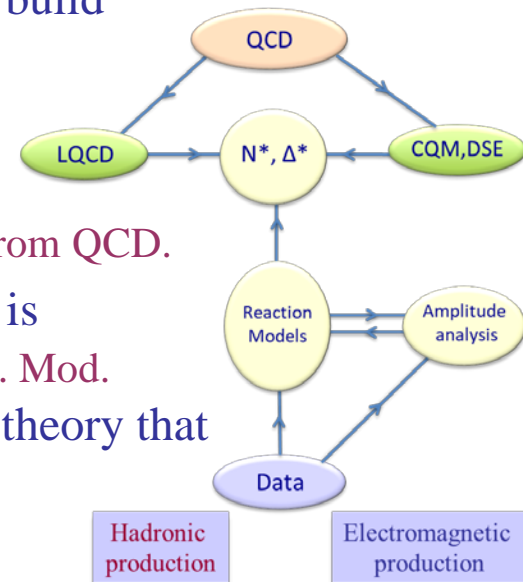 build
QCD
LQCD
N*, Δ*
CQM,DSE
rom QCD.
is
Reaction
Models
Amplitude
analysis
. Mod.
theory that
Data
Hadronic
production
Electromagnetic
production